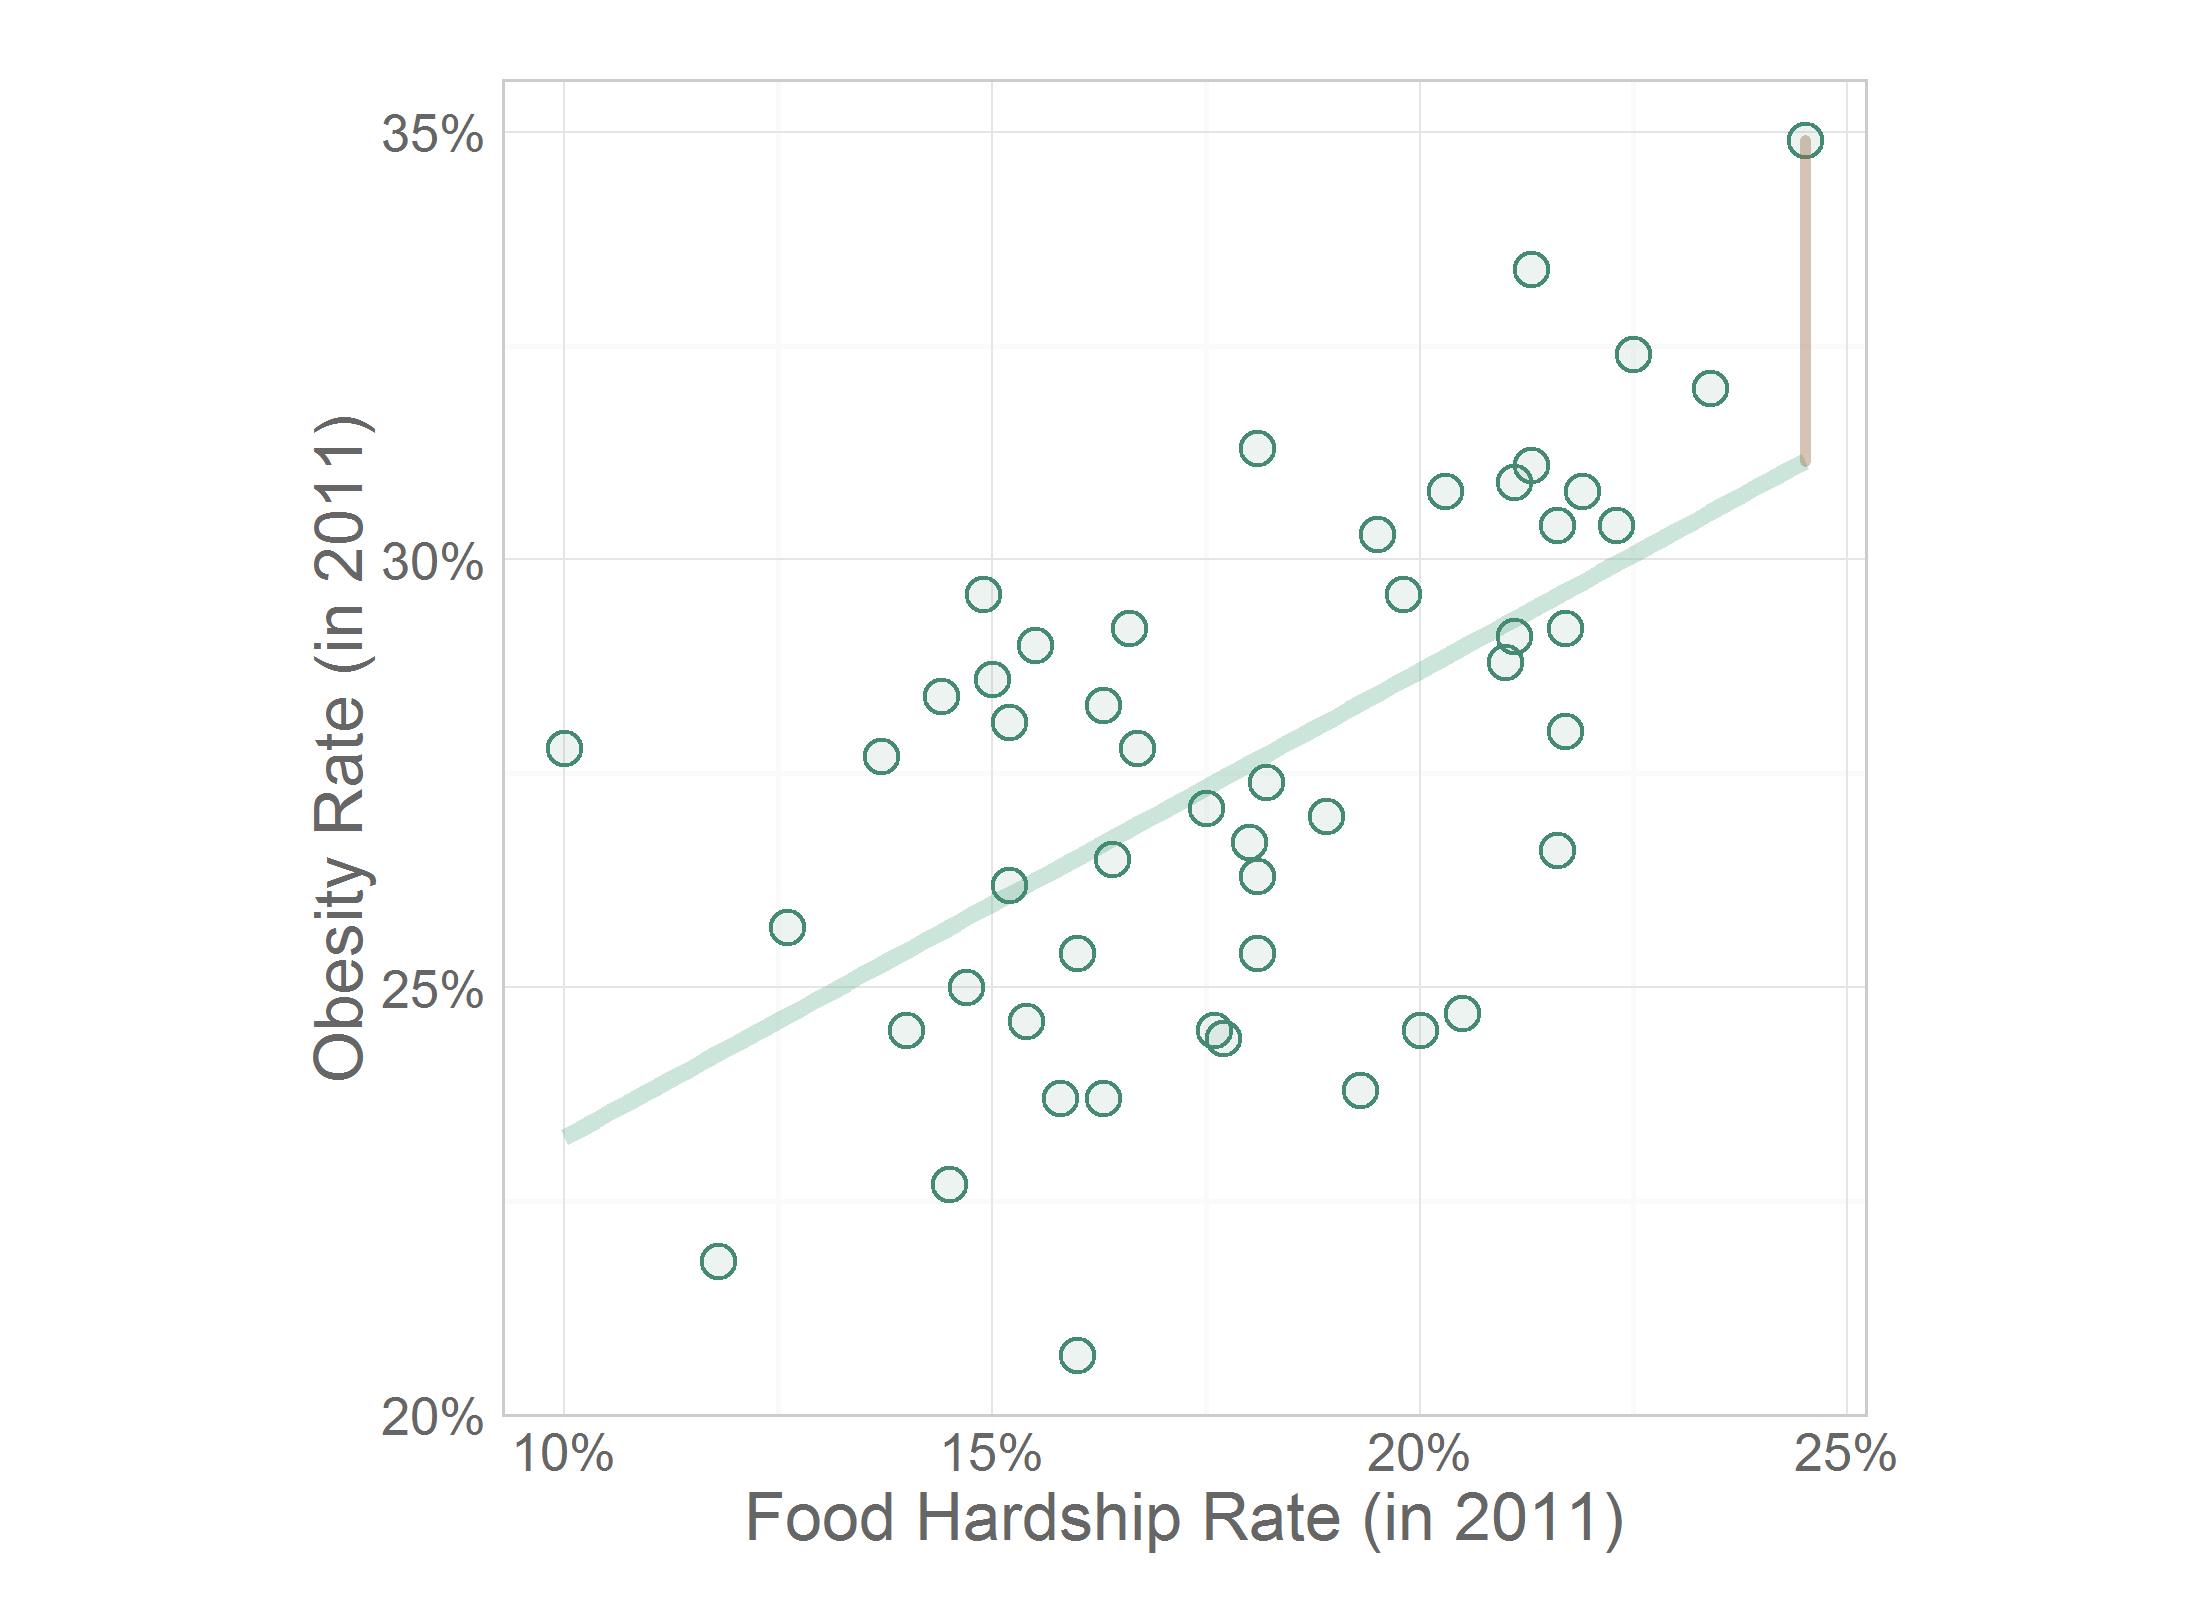 35%
30%
25%
20%
Obesity Rate (in 2011)
10% 15% 20% 25%
Food Hardship Rate (in 2011)